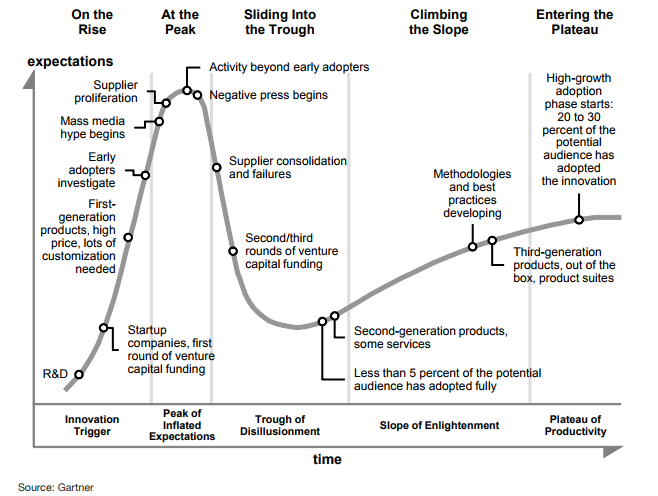 On the
Rise
At the
Peak
Sliding Into
the Trough
Climbing
the Slope
Entering the
Plateau
expectations
Activity beyond early adopters
Supplier
proliferation
Negative press begins
Mass media
hype begins
Early
adopters
investigate
First-
generation
products, high
price, lots of
customization
needed
Startup
companies, first
round of venture
capital funding
R&D
Supplier consolidation
and failures
Second/third
rounds of venture
capital funding
Second-generation products,
some services
Less than 5 percent of the potential
audience has adopted fully
Methodologies
and best
practices
developing
Third-generation
products, out of the
box, product suites
High-growth
adoption
phase starts:
20 to 30
percent of the
potential
audience has
adopted
the innovation
Innovation
Trigger
Peak of
Inflated
Expectations
Trough of
Disillusionment
Slope of Enlightenment
Plateau of
Productivity
time
Source: Gartner